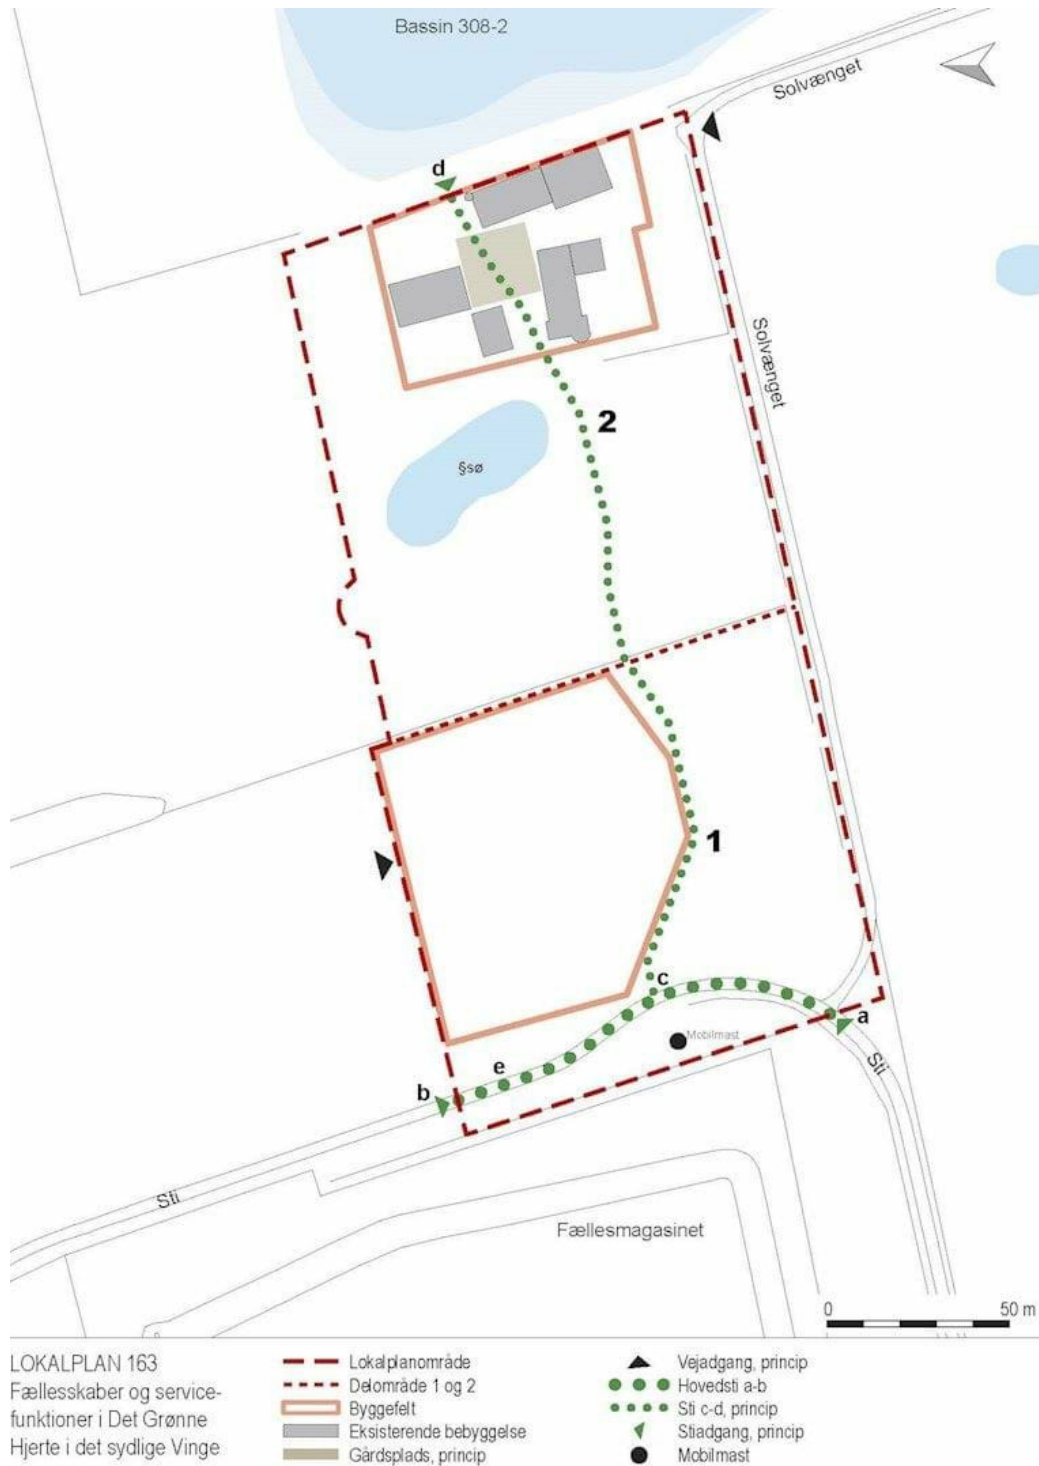 Bassin 308-2
Solvænget
d
Solvænget
2
§sø
1
c
a
Mobilmast
e
b
Sti
Sti
Fællesmagasinet
0 50 m
LOKALPLAN 163
Fællesskaber og service-
funktioner i Det Grønne
Hjerte i det sydlige Vinge
Lokalplanområde
Delområde 1 og 2
Byggefelt
Eksisterende bebyggelse
Gårdsplads, princip
Vejadgang, princip
Hovedsti a-b
Sti c-d, princip
Stiadgang, princip
Mobilmast